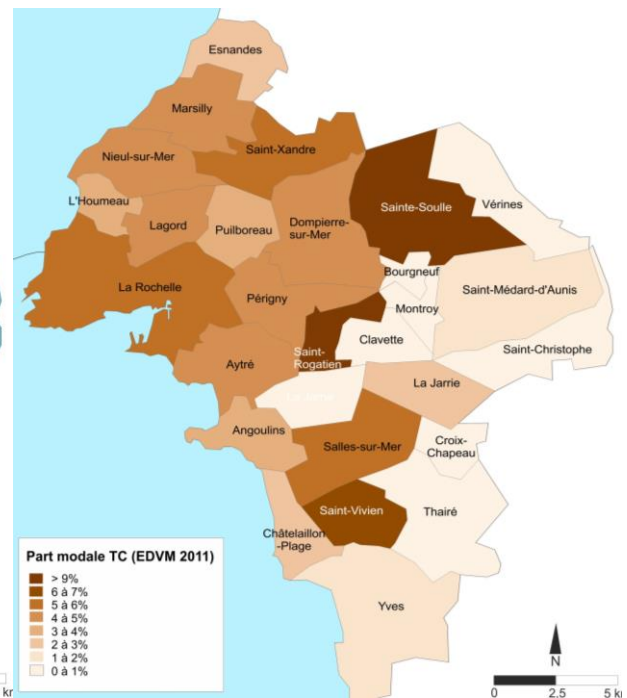 Esnandes
Marsilly
Saint-Xandre
Nieul-sur-Mer
Sainte-Soulle
Vérines
L'Houmeau
Lagord
Puilboreau
Dompierre-
sur-Mer
Bourgneuf
La Rochelle
Périgny
Montroy
Saint-Médard-d'Aunis
Clavette
Saint-
Rogatien
Saint-Christophe
Aytré
La Jarrie
La Jarne
Angoulins
Salles-sur-Mer
Croix-
Chapeau
Saint-Vivien
Thairé
Châtelaillon
-Plage
Yves
Part modale TC (EDVM 2011)
> 9%
6 à 7%
5 à 6%
4 à 5%
3 à 4%
2 à 3%
1 à 2%
0 à 1%
N
0 2.5 5 k
kr